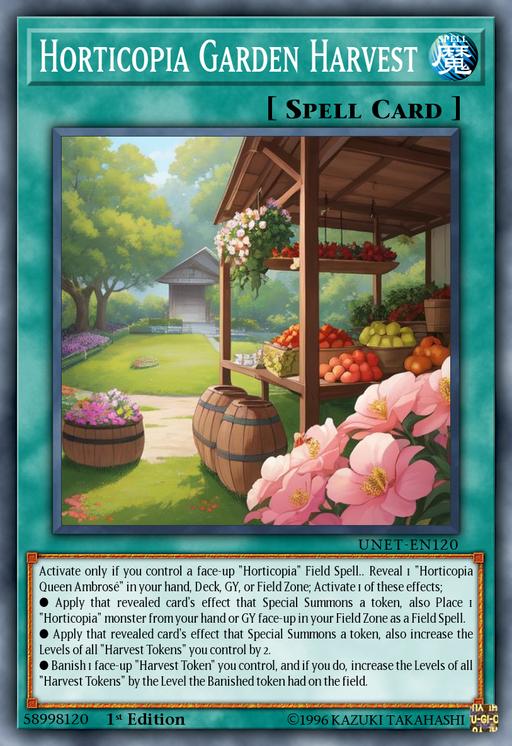 Horticopia Garden Harvest
SPELL
魔
[ Spell Card ]
UNET-EN120
Activate only if you control a face-up "Horticopia" Field Spell.. Reveal 1 "Horticopia
Queen Ambrosé" in your hand, Deck, GY, or Field Zone; Activate 1 of these effects;
● Apply that revealed card's effect that Special Summons a token, also Place 1
"Horticopia" monster from your hand or GY face-up in your Field Zone as a Field Spell.
● Apply that revealed card's effect that Special Summons a token, also increase the
Levels of all "Harvest Tokens" you control by 2.
● Banish 1 face-up "Harvest Token" you control, and if you do, increase the Levels of all
"Harvest Tokens" by the Level the Banished token had on the field.
58998120 1st Edition ©1996 KAZUKI TAKAHASHI